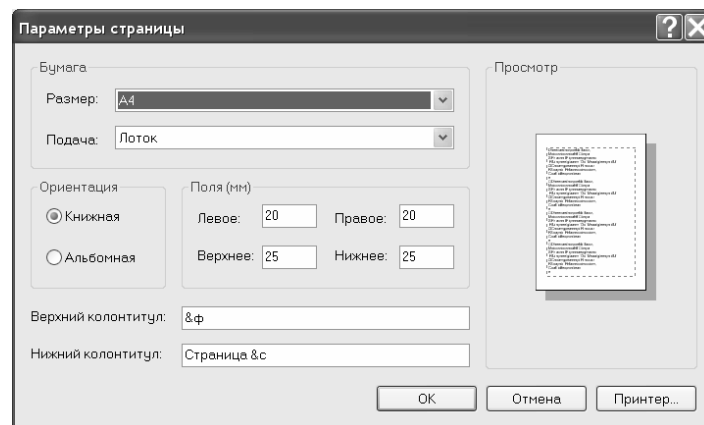 Параметры страницы
Бумага
Размер: A4
Подача: Лоток
Ориентация
Книжная
Альбомная
Поля (мм)
Левое: 20 Правое: 20
Верхнее: 25 Нижнее: 25
Верхний колонтитул: &ф
Нижний колонтитул: Страница &с
Просмотр
ОК Отмена Принтер...